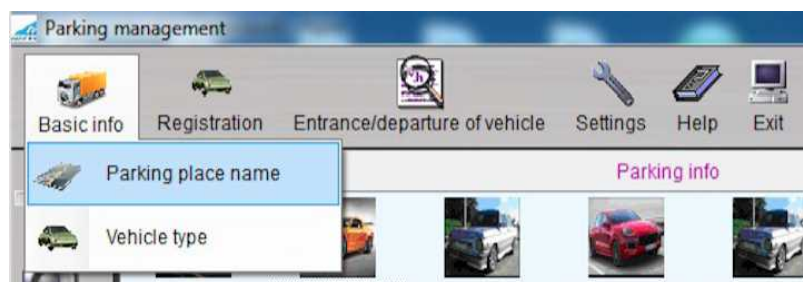 Parking management
Basic info Registration Entrance/departure of vehicle Settings Help Exit
Parking place name
Parking info
Vehicle type